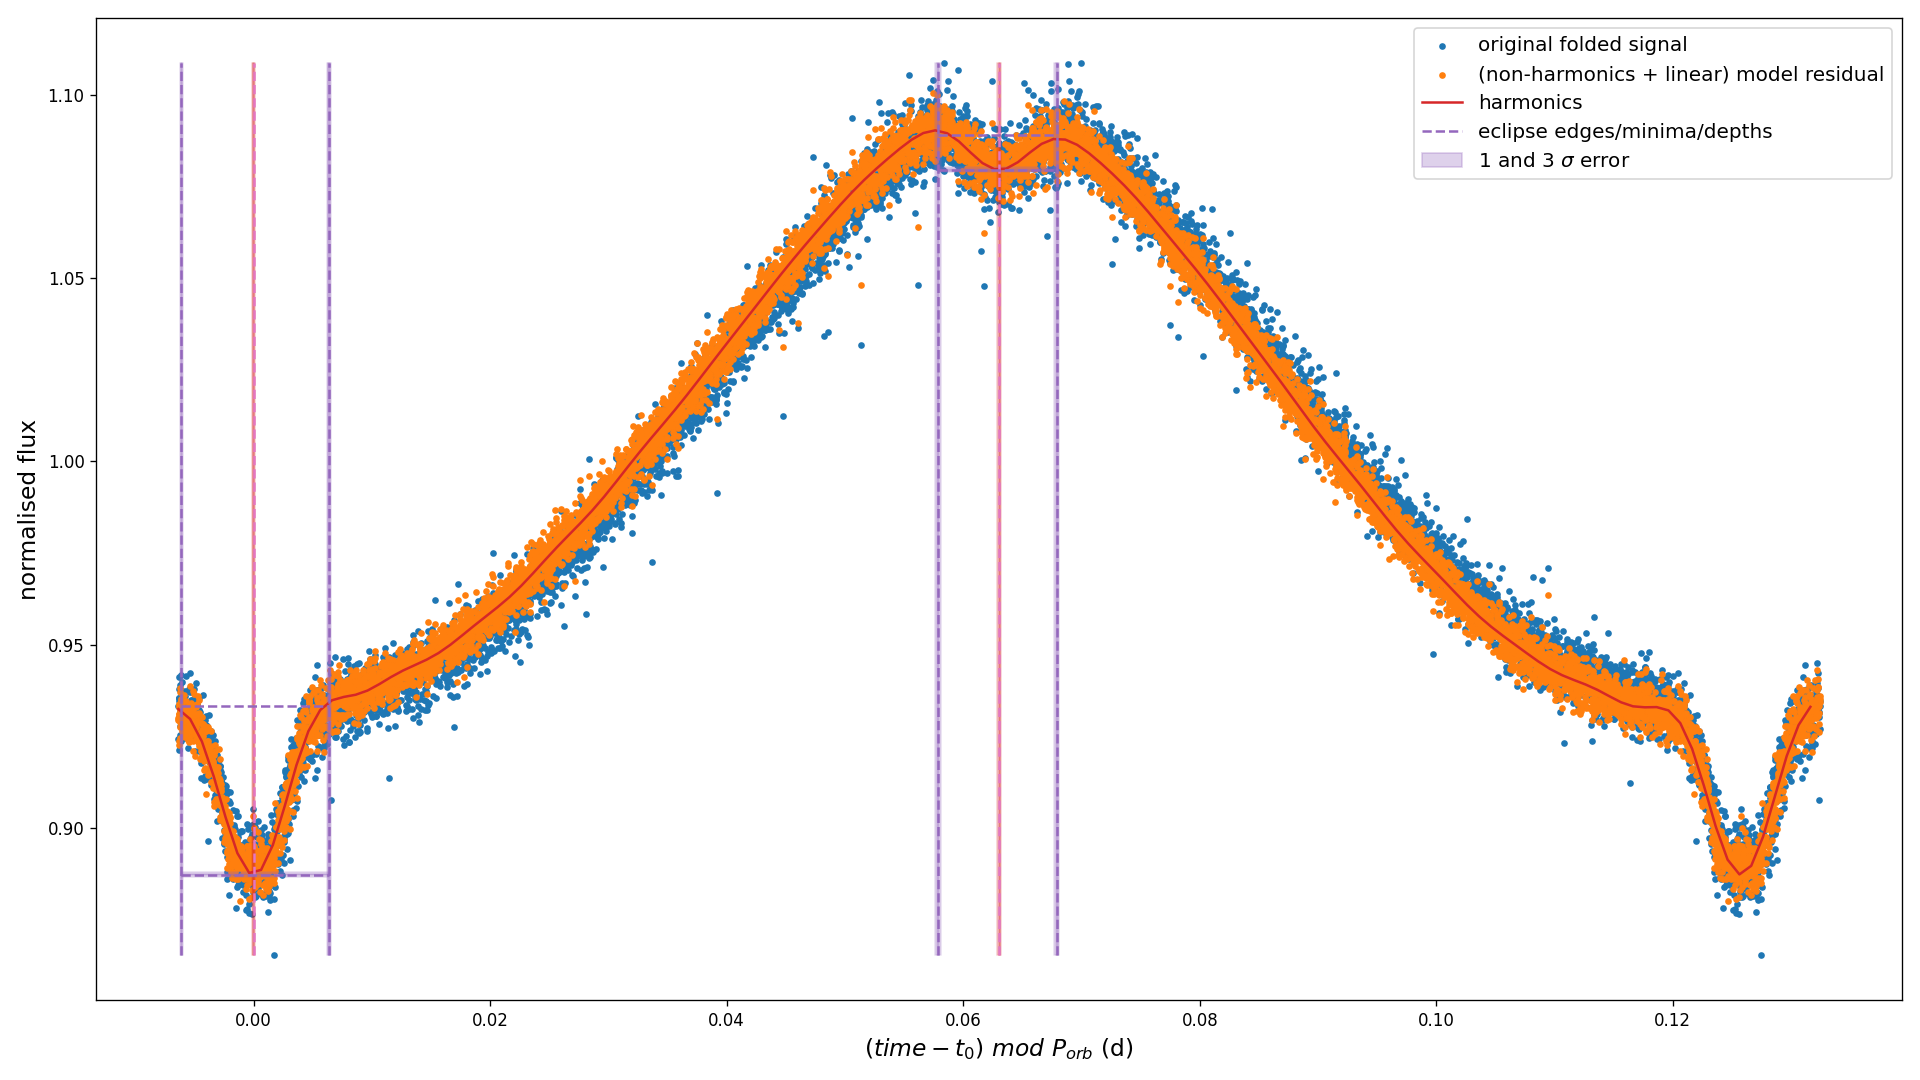 original folded signal
(non-harmonics + linear) model residual
harmonics
eclipse edges/minima/depths
1 and 3 σ error
normalised flux
1.10
1.05
1.00
0.95
0.90
0.00 0.02 0.04 0.06 0.08 0.10 0.12
(time − t₀) mod Pₒᵣb (d)